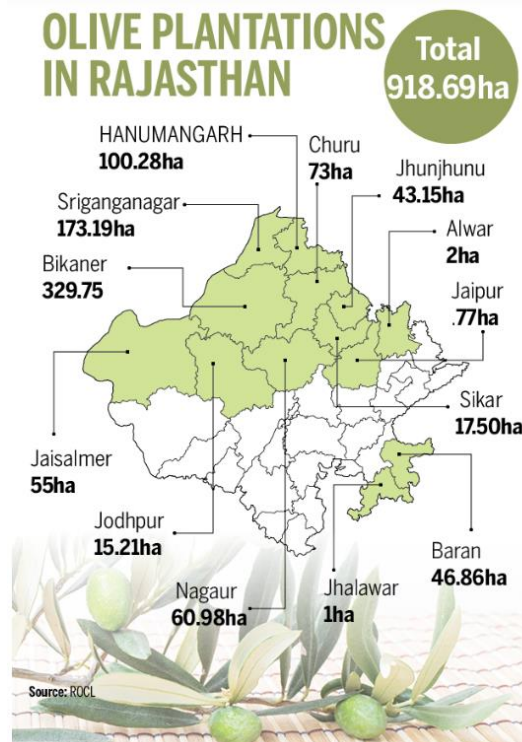 OLIVE PLANTATIONS
IN RAJASTHAN
Total
918.69ha
HANUMANGARH
100.28ha
Churu
73ha
Jhunjhunu
43.15ha
Sriganganagar
173.19ha
Alwar
2ha
Bikaner
329.75
Jaipur
.77ha
Sikar
17.50ha
Jaisalmer
55ha
Jodhpur
15.21ha
Baran
46.86ha
Nagaur
60.98ha
Jhalawar
1ha
Source: ROCL